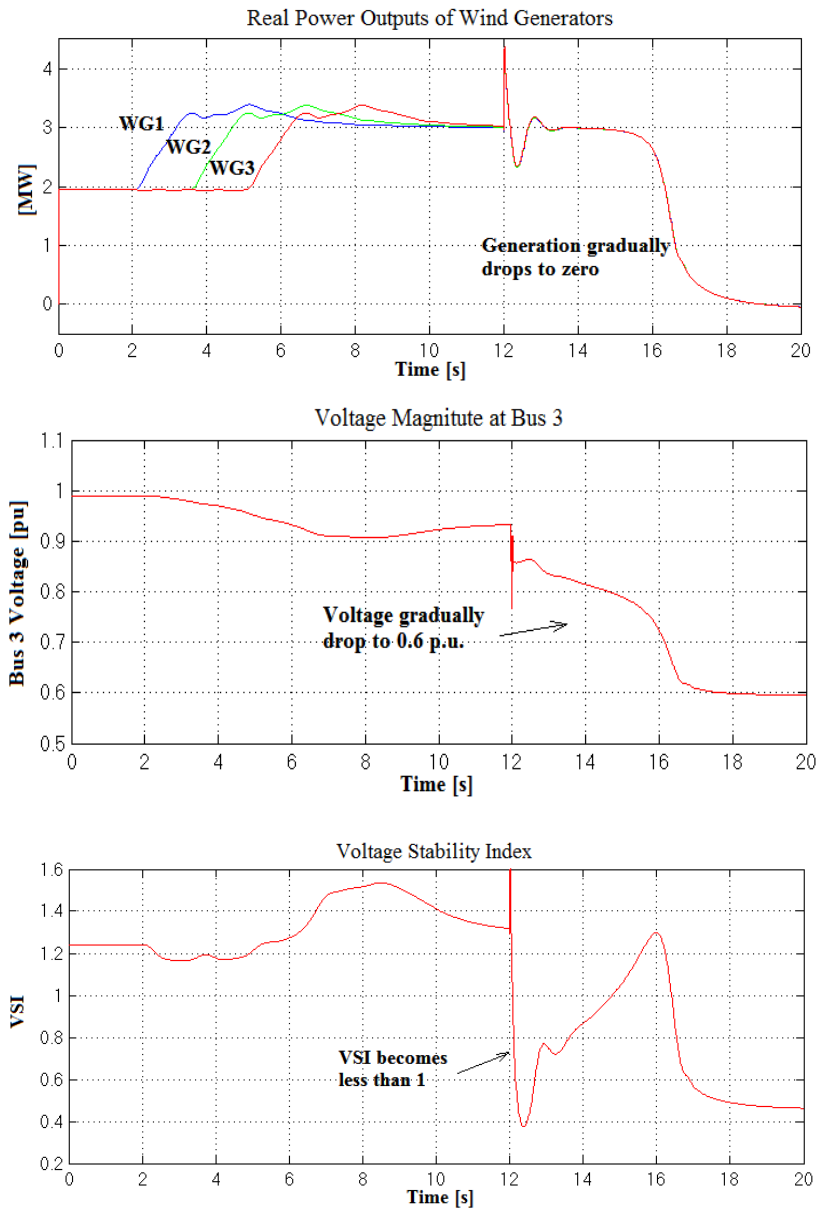 Real Power Outputs of Wind Generators
4
3
2
1
0
[MW]
WG1
WG2
WG3
Generation gradually
drops to zero
0 2 4 6 8 10 12 14 16 18 20
Time [s]
Voltage Magnitute at Bus 3
1.1
1
0.9
0.8
0.7
0.6
0.5
Bus 3 Voltage [pu]
Voltage gradually
drop to 0.6 p.u.
0 2 4 6 8 10 12 14 16 18 20
Time [s]
Voltage Stability Index
1.6
1.4
1.2
1
0.8
0.6
0.4
0.2
VSI
VSI becomes
less than 1
0 2 4 6 8 10 12 14 16 18 20
Time [s]